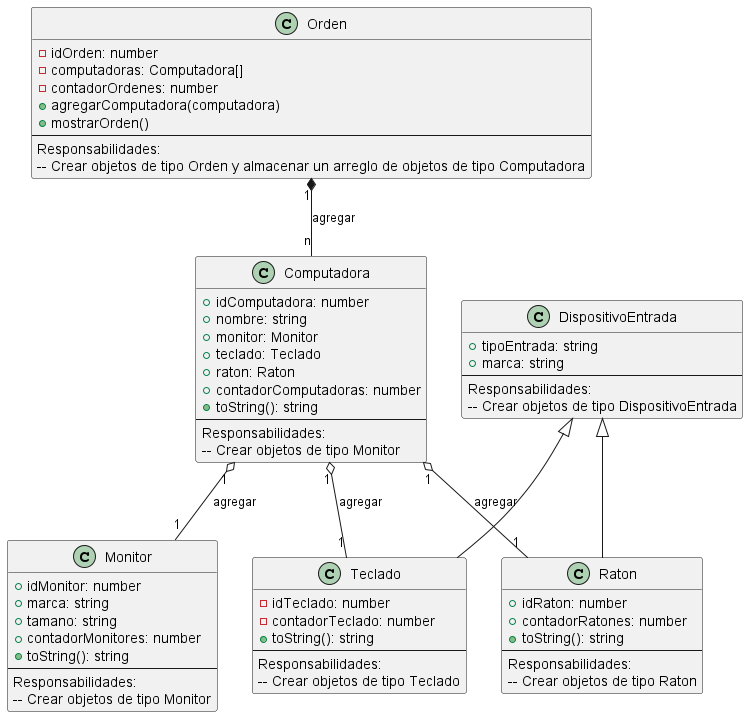 C Orden
idOrden: number
computadoras: Computadora[]
contadorOrdenes: number
agregarComputadora(computadora)
mostrarOrden()
Responsabilidades:
-- Crear objetos de tipo Orden y almacenar un arreglo de objetos de tipo Computadora
1
agregar
n
C Computadora
idComputadora: number
nombre: string
monitor: Monitor
teclado: Teclado
raton: Raton
contadorComputadoras: number
toString(): string
Responsabilidades:
-- Crear objetos de tipo Monitor
C DispositivoEntrada
tipoEntrada: string
marca: string
Responsabilidades:
-- Crear objetos de tipo DispositivoEntrada
1
1
1
agregar
agregar
agregar
1
1
1
C Monitor
idMonitor: number
marca: string
tamano: string
contadorMonitores: number
toString(): string
Responsabilidades:
-- Crear objetos de tipo Monitor
C Teclado
idTeclado: number
contadorTeclado: number
toString(): string
Responsabilidades:
-- Crear objetos de tipo Teclado
C Raton
idRaton: number
contadorRatones: number
toString(): string
Responsabilidades:
-- Crear objetos de tipo Raton